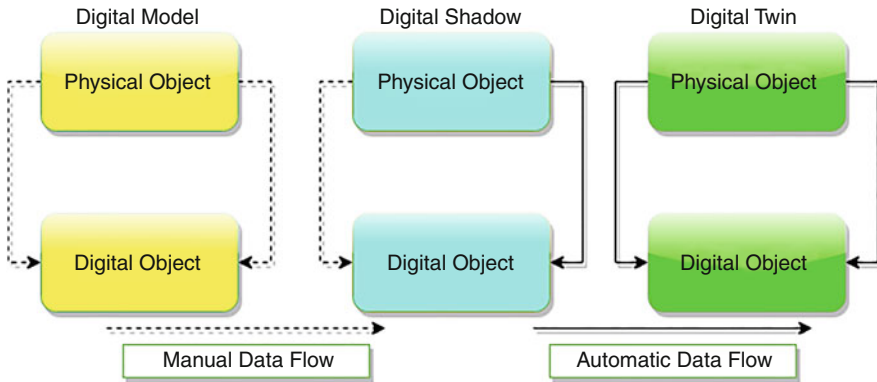 Digital Model
Digital Shadow
Digital Twin
Physical Object
Physical Object
Physical Object
Digital Object
Digital Object
Digital Object
Manual Data Flow
Automatic Data Flow